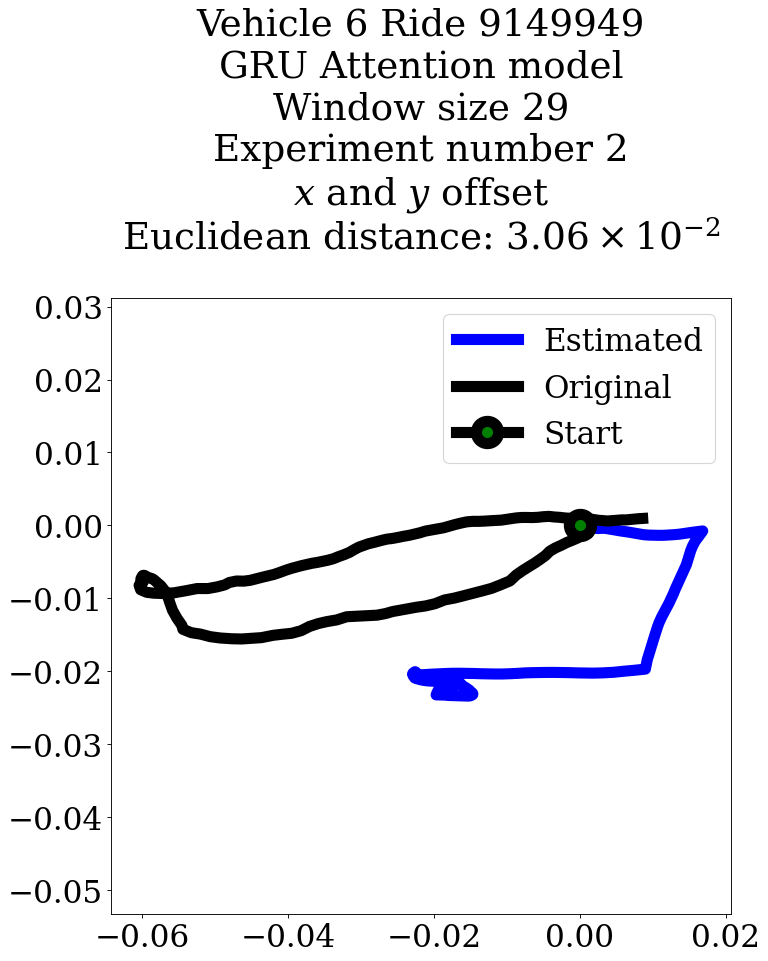 Vehicle 6 Ride 9149949
GRU Attention model
Window size 29
Experiment number 2
x and y offset
Euclidean distance: 3.06 × 10⁻²
Estimated
Original
Start
0.03
0.02
0.01
0.00
−0.01
−0.02
−0.03
−0.04
−0.05
−0.06 −0.04 −0.02 0.00 0.02